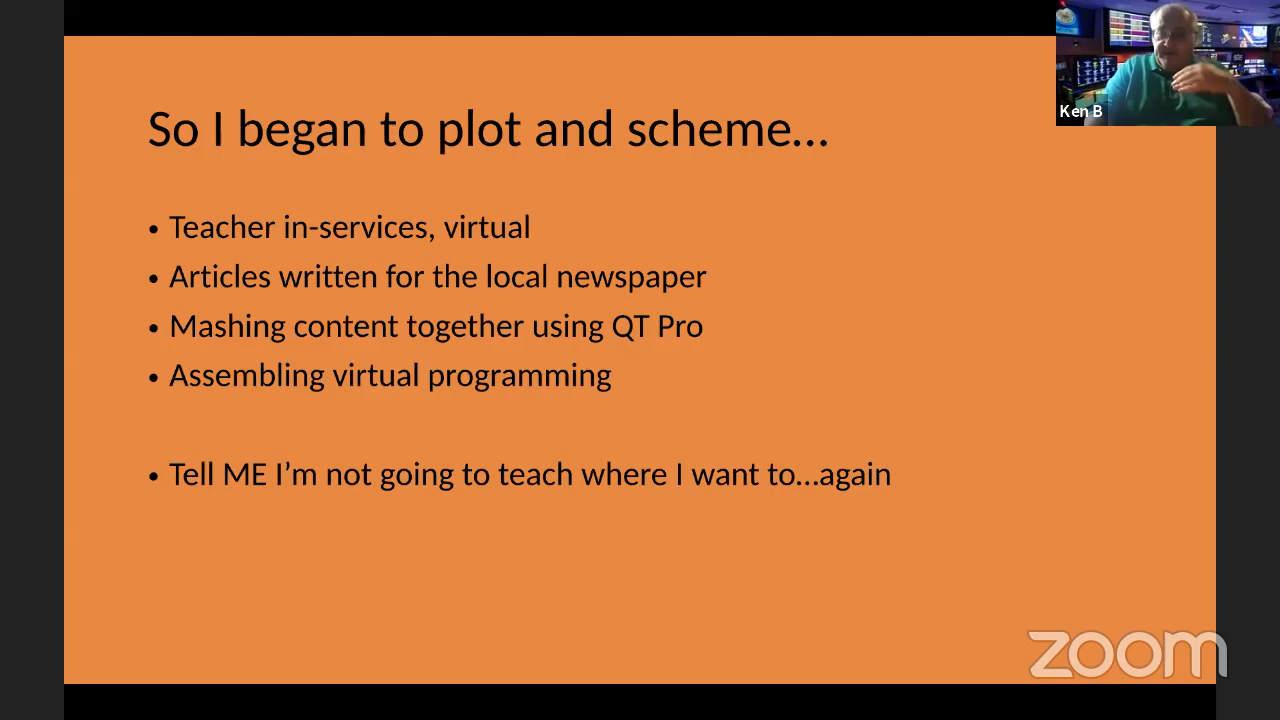 Ken B
So I began to plot and scheme…
• Teacher in-services, virtual
• Articles written for the local newspaper
• Mashing content together using QT Pro
• Assembling virtual programming
• Tell ME I’m not going to teach where I want to…again
zoom